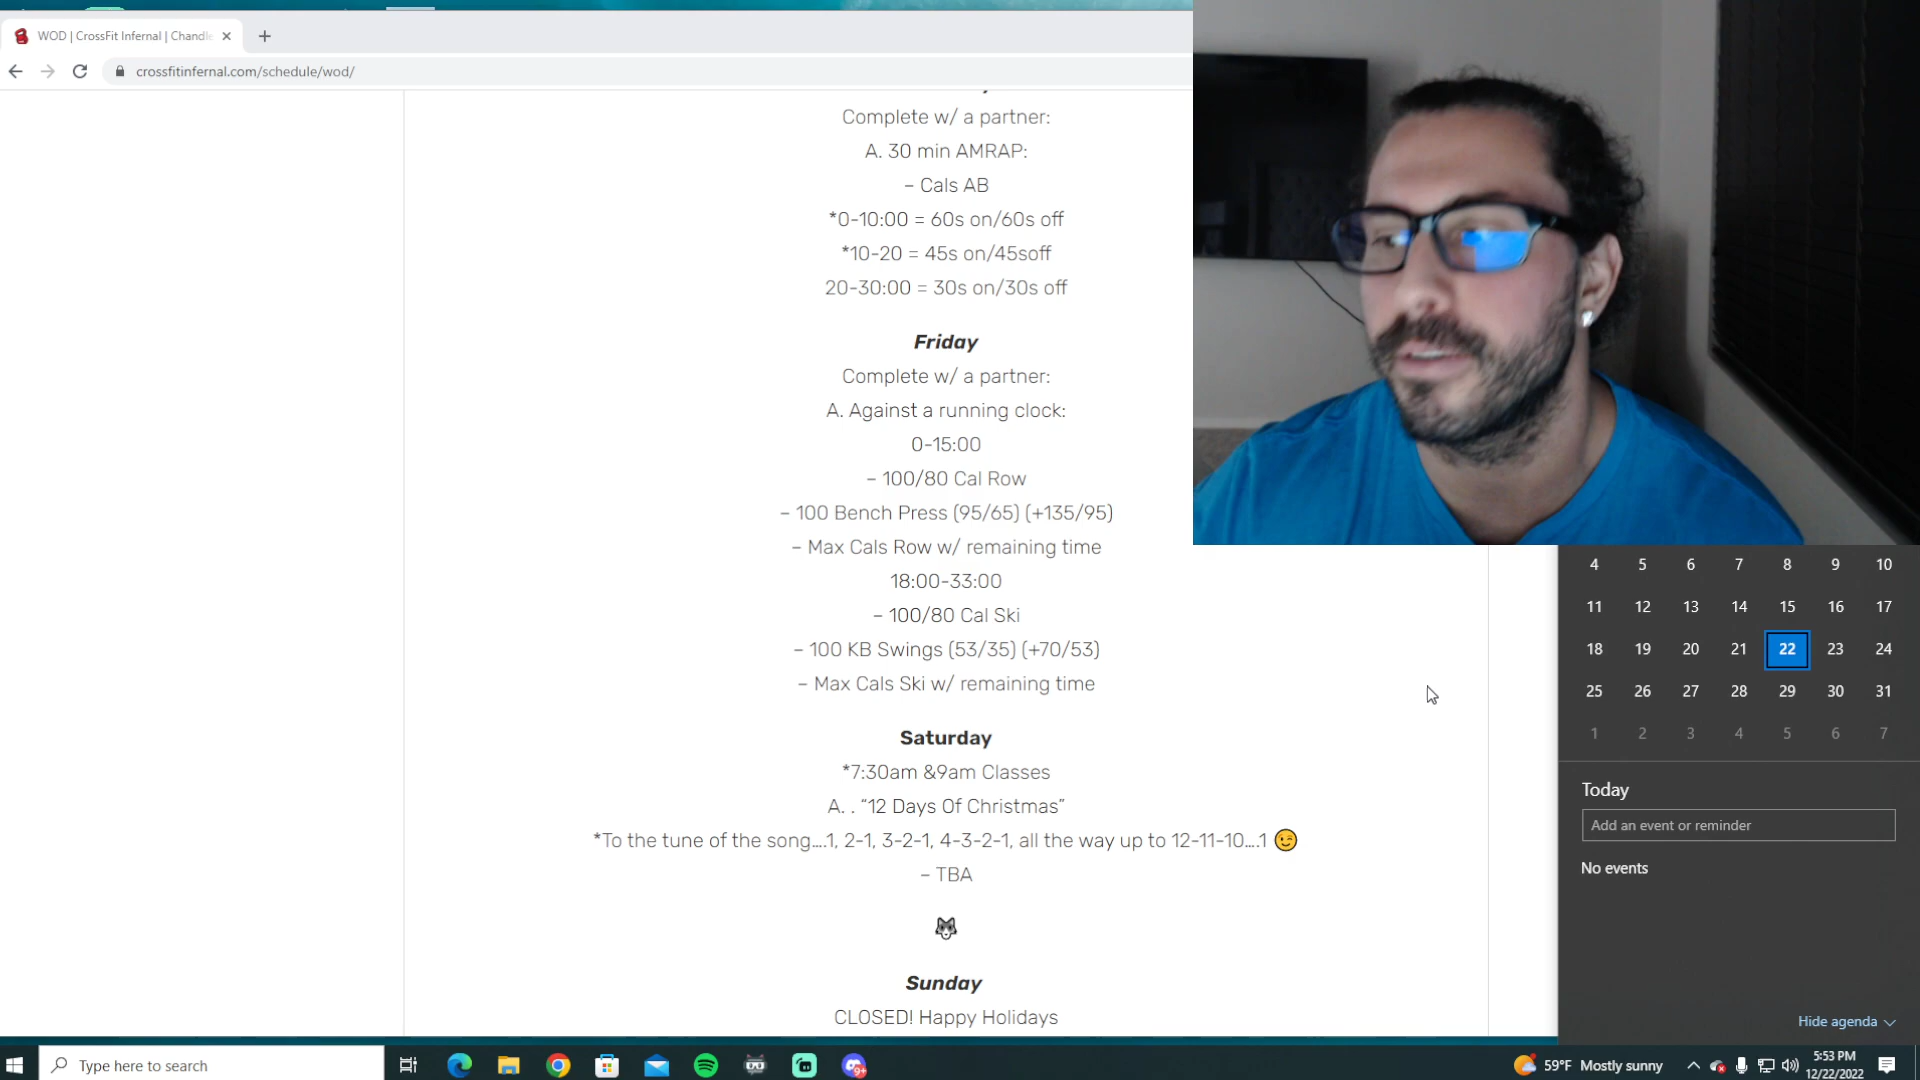 WOD | CrossFit Infernal | Chandle
crossfitinfernal.com/schedule/wod/
Complete w/ a partner:
A. 30 min AMRAP:
– Cals AB
*0-10:00 = 60s on/60s off
*10-20 = 45s on/45soff
20-30:00 = 30s on/30s off
Friday
Complete w/ a partner:
A. Against a running clock:
0-15:00
– 100/80 Cal Row
– 100 Bench Press (95/65) (+135/95)
– Max Cals Row w/ remaining time
18:00-33:00
– 100/80 Cal Ski
– 100 KB Swings (53/35) (+70/53)
– Max Cals Ski w/ remaining time
Saturday
*7:30am &9am Classes
A. . “12 Days Of Christmas”
*To the tune of the song….1, 2-1, 3-2-1, 4-3-2-1, all the way up to 12-11-10….1 😉
– TBA
🐺
Sunday
CLOSED! Happy Holidays
4 5 6 7 8 9 10
11 12 13 14 15 16 17
18 19 20 21 22 23 24
25 26 27 28 29 30 31
1 2 3 4 5 6 7
Today
Add an event or reminder
No events
Hide agenda
Type here to search
9+
59°F Mostly sunny
5:53 PM
12/22/2022